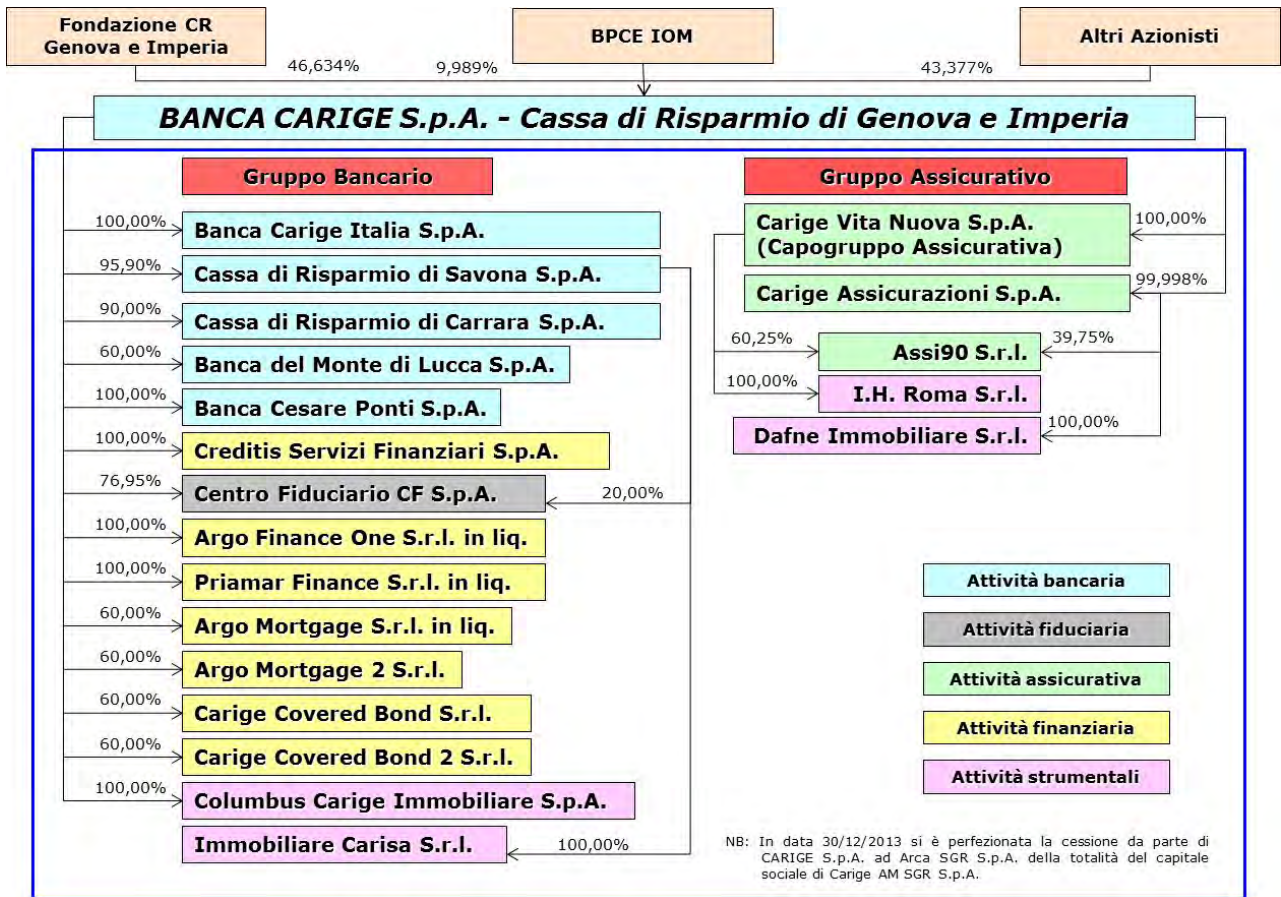 Fondazione CR
Genova e Imperia
BPCE IOM
Altri Azionisti
46,634%
9,989%
43,377%
BANCA CARIGE S.p.A. - Cassa di Risparmio di Genova e Imperia
Gruppo Bancario
100,00%
Banca Carige Italia S.p.A.
95,90%
Cassa di Risparmio di Savona S.p.A.
90,00%
Cassa di Risparmio di Carrara S.p.A.
60,00%
Banca del Monte di Lucca S.p.A.
100,00%
Banca Cesare Ponti S.p.A.
100,00%
Creditis Servizi Finanziari S.p.A.
76,95%
Centro Fiduciario CF S.p.A.
20,00%
100,00%
Argo Finance One S.r.l. in liq.
100,00%
Priamar Finance S.r.l. in liq.
60,00%
Argo Mortgage S.r.l. in liq.
60,00%
Argo Mortgage 2 S.r.l.
60,00%
Carige Covered Bond S.r.l.
60,00%
Carige Covered Bond 2 S.r.l.
100,00%
Columbus Carige Immobiliare S.p.A.
Immobiliare Carisa S.r.l.
100,00%
Gruppo Assicurativo
Carige Vita Nuova S.p.A.
(Capogruppo Assicurativa)
100,00%
Carige Assicurazioni S.p.A.
99,998%
60,25%
Assi90 S.r.l.
39,75%
100,00%
I.H. Roma S.r.l.
Dafne Immobiliare S.r.l.
100,00%
Attività bancaria
Attività fiduciaria
Attività assicurativa
Attività finanziaria
Attività strumentali
NB: In data 30/12/2013 si è perfezionata la cessione da parte di
CARIGE S.p.A. ad Arca SGR S.p.A. della totalità del capitale
sociale di Carige AM SGR S.p.A.